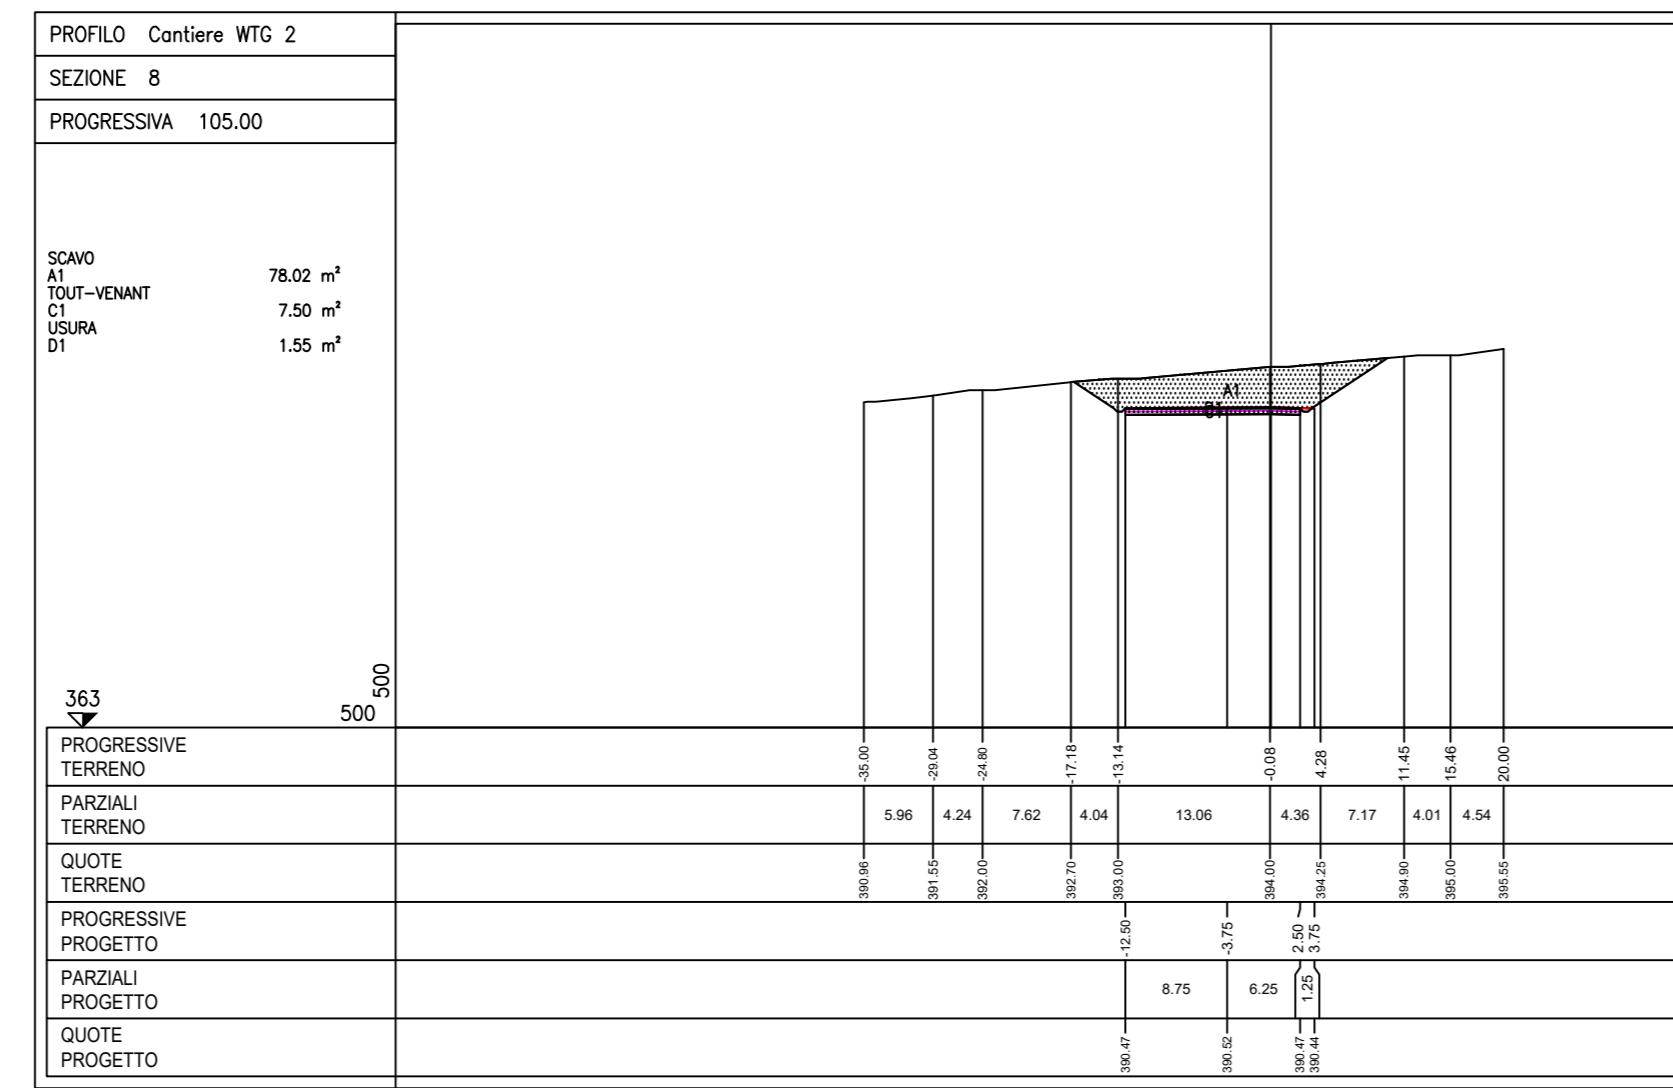 PROFILO Cantiere WTG 2
SEZIONE 8
PROGRESSIVA 105.00
SCAVO
A1 78.02 m²
TOUT-VENANT
C1 7.50 m²
USURA
D1 1.55 m²
A1
363
500
500
PROGRESSIVE
TERRENO
-35.00 -29.04 -24.80 -17.18 -13.14 -0.08 4.28 11.45 15.46 20.00
PARZIALI
TERRENO
5.96 4.24 7.62 4.04 13.06 4.36 7.17 4.01 4.54
QUOTE
TERRENO
390.96 391.55 392.00 392.70 393.00 394.00 394.25 394.90 395.00 395.55
PROGRESSIVE
PROGETTO
-12.50 -3.75 2.50 3.75
PARZIALI
PROGETTO
8.75 6.25 1.25
QUOTE
PROGETTO
390.47 390.52 390.47 390.44